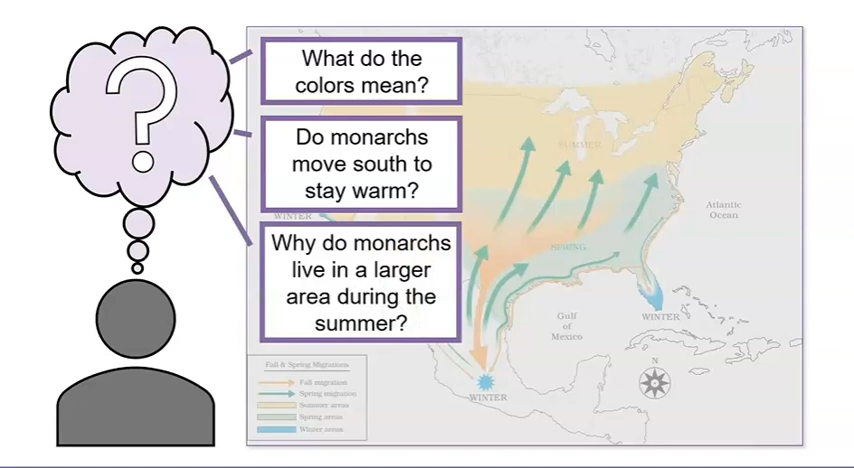 ?
What do the
colors mean?
Do monarchs
move south to
stay warm?
Why do monarchs
live in a larger
area during the
summer?
WINTER
SUMMER
SPRING
Atlantic
Ocean
Gulf
of
Mexico
WINTER
WINTER
N
Fall & Spring Migrations
Fall migration
Spring migration
Summer areas
Spring areas
Winter areas